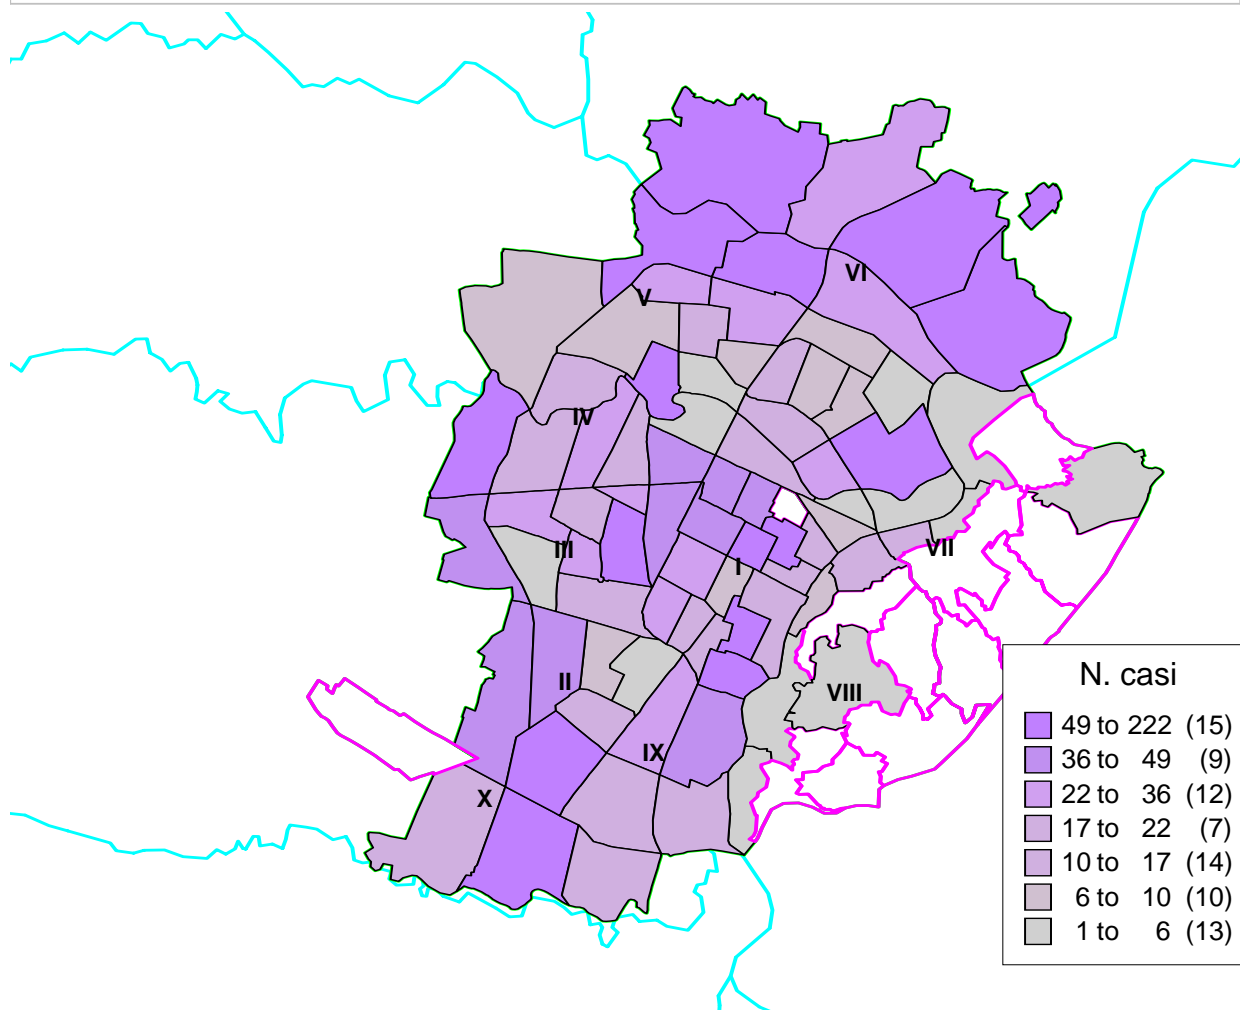 VI
V
IV
III
VII
I
II
VIII
IX
X
N. casi
49 to 222 (15)
36 to 49 (9)
22 to 36 (12)
17 to 22 (7)
10 to 17 (14)
6 to 10 (10)
1 to 6 (13)